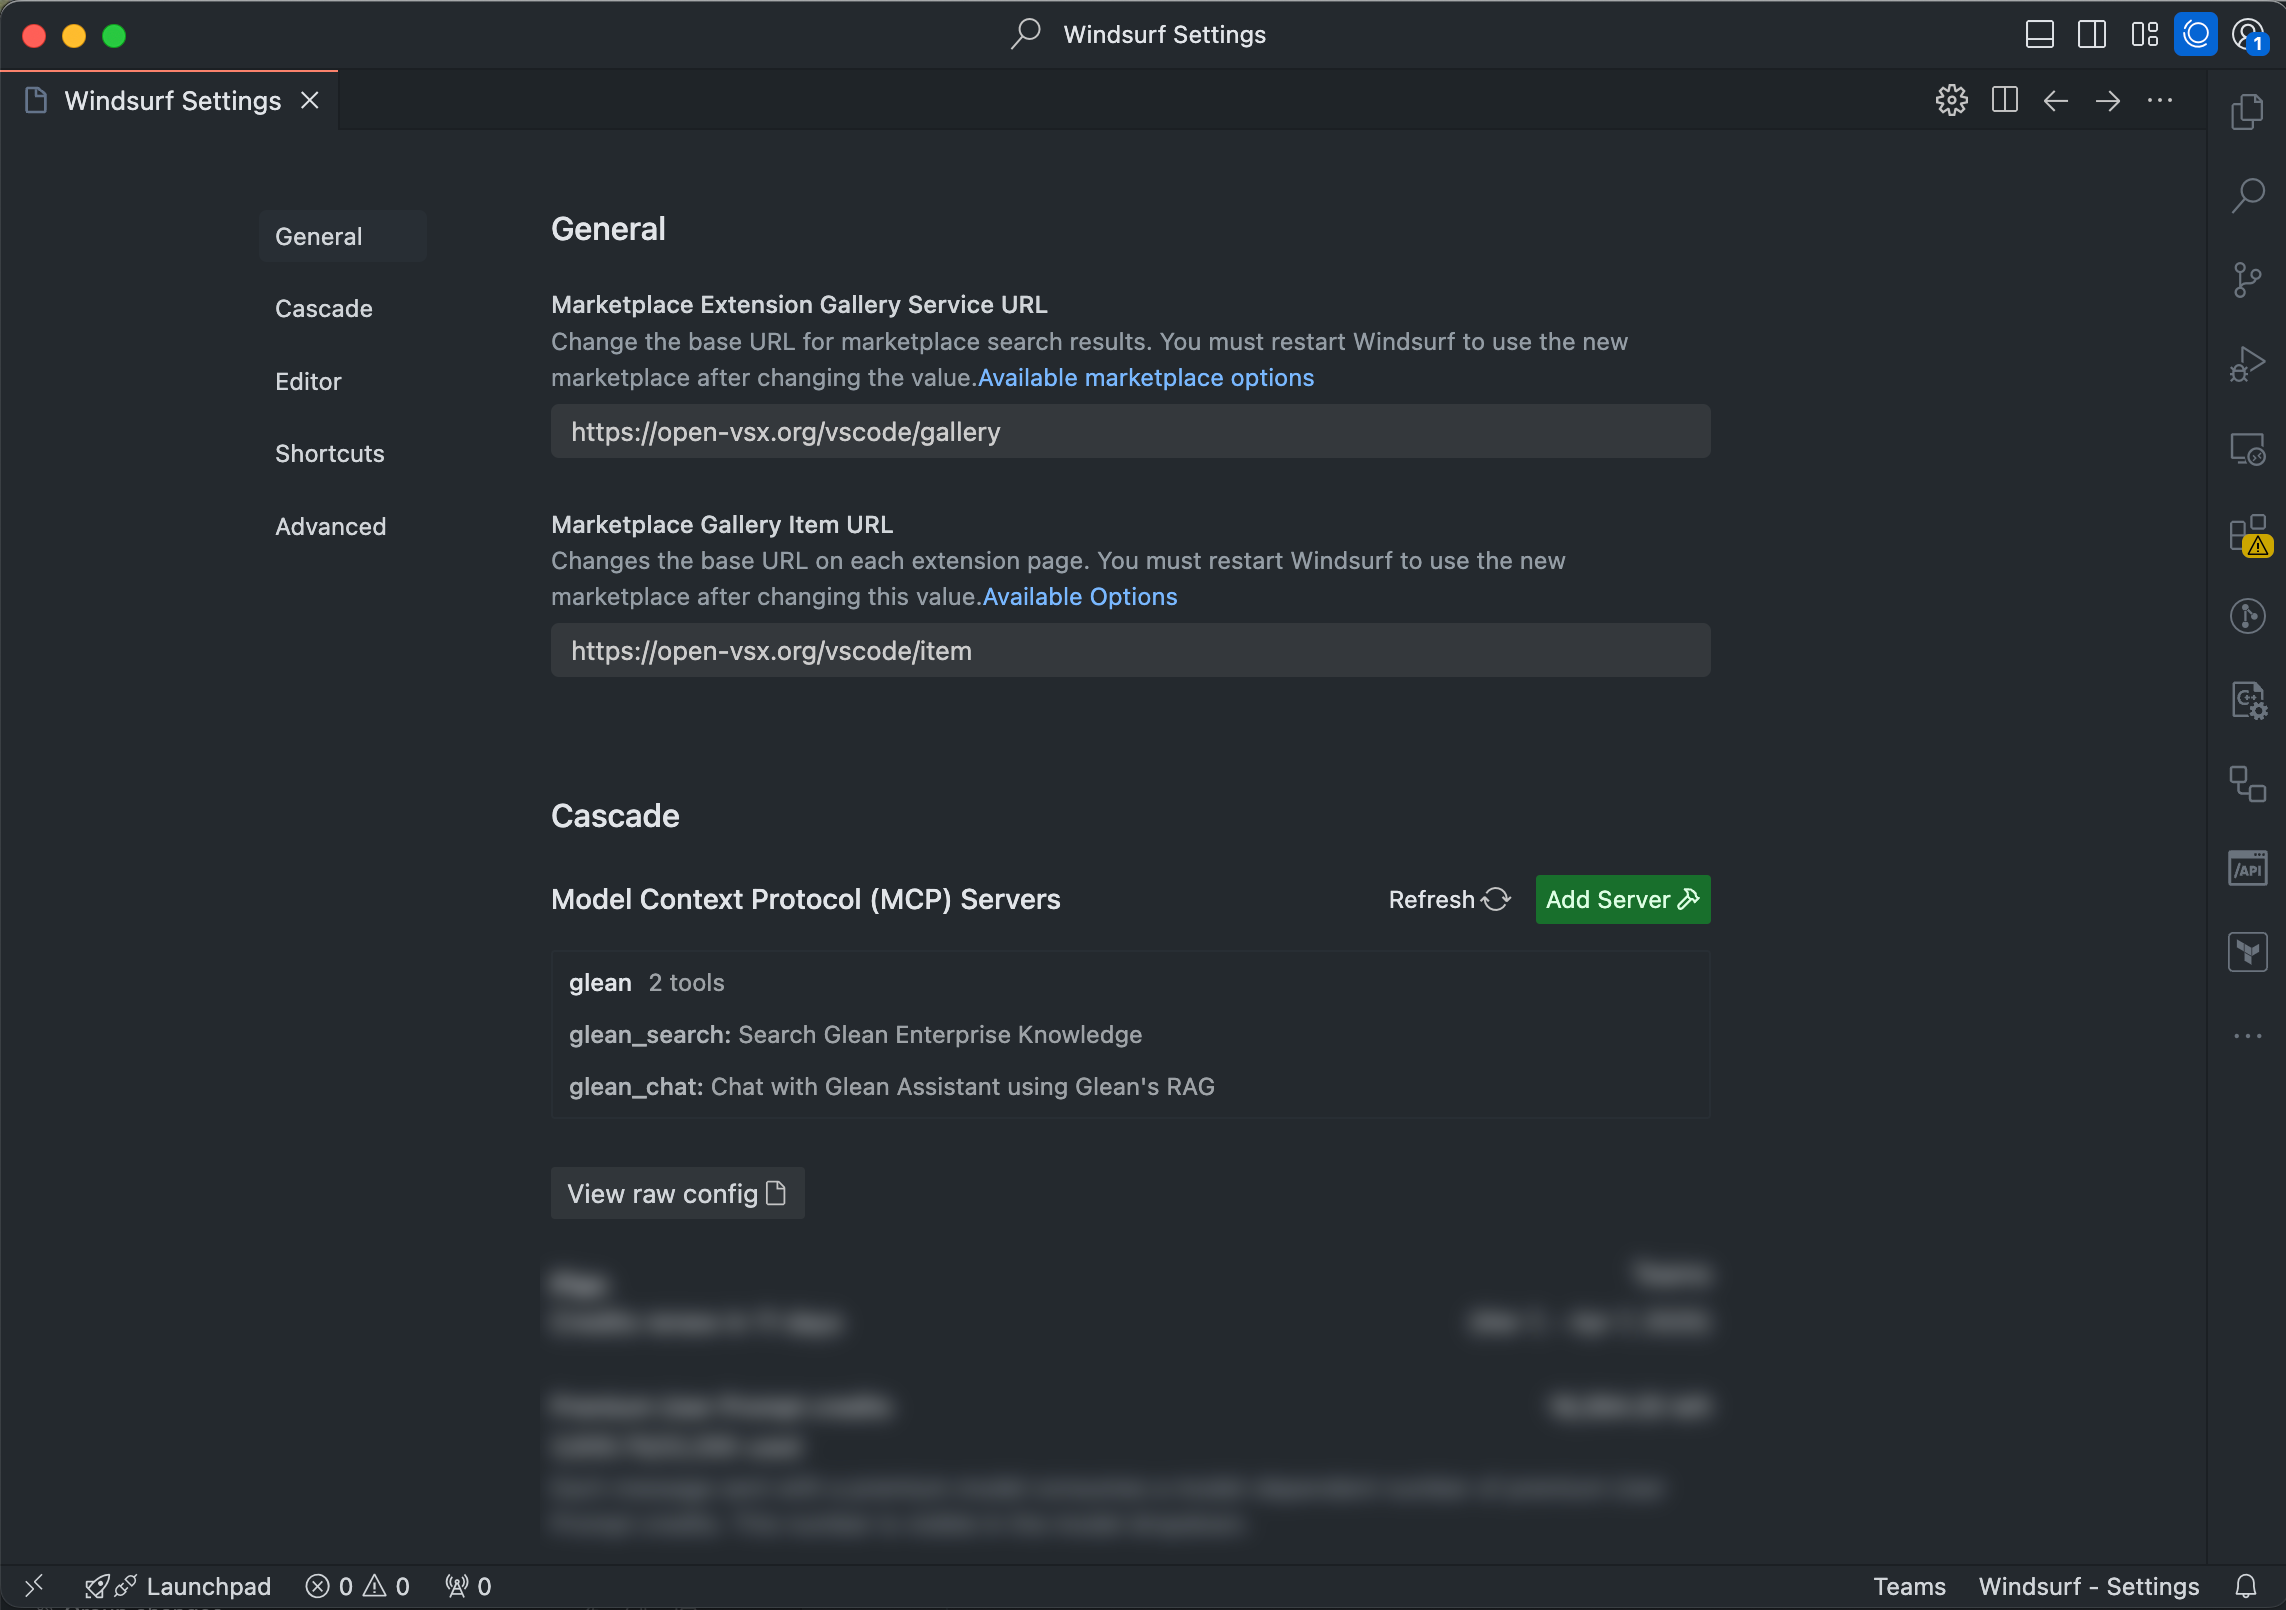 Windsurf Settings
1
Windsurf Settings
General
Cascade
Editor
Shortcuts
Advanced
General
Marketplace Extension Gallery Service URL
Change the base URL for marketplace search results. You must restart Windsurf to use the new
marketplace after changing the value.Available marketplace options
https://open-vsx.org/vscode/gallery
Marketplace Gallery Item URL
Changes the base URL on each extension page. You must restart Windsurf to use the new
marketplace after changing this value.Available Options
https://open-vsx.org/vscode/item
Cascade
Model Context Protocol (MCP) Servers
Refresh
Add Server
glean 2 tools
glean_search: Search Glean Enterprise Knowledge
glean_chat: Chat with Glean Assistant using Glean's RAG
View raw config
C++
/API
Launchpad 0 0 0
Teams Windsurf - Settings